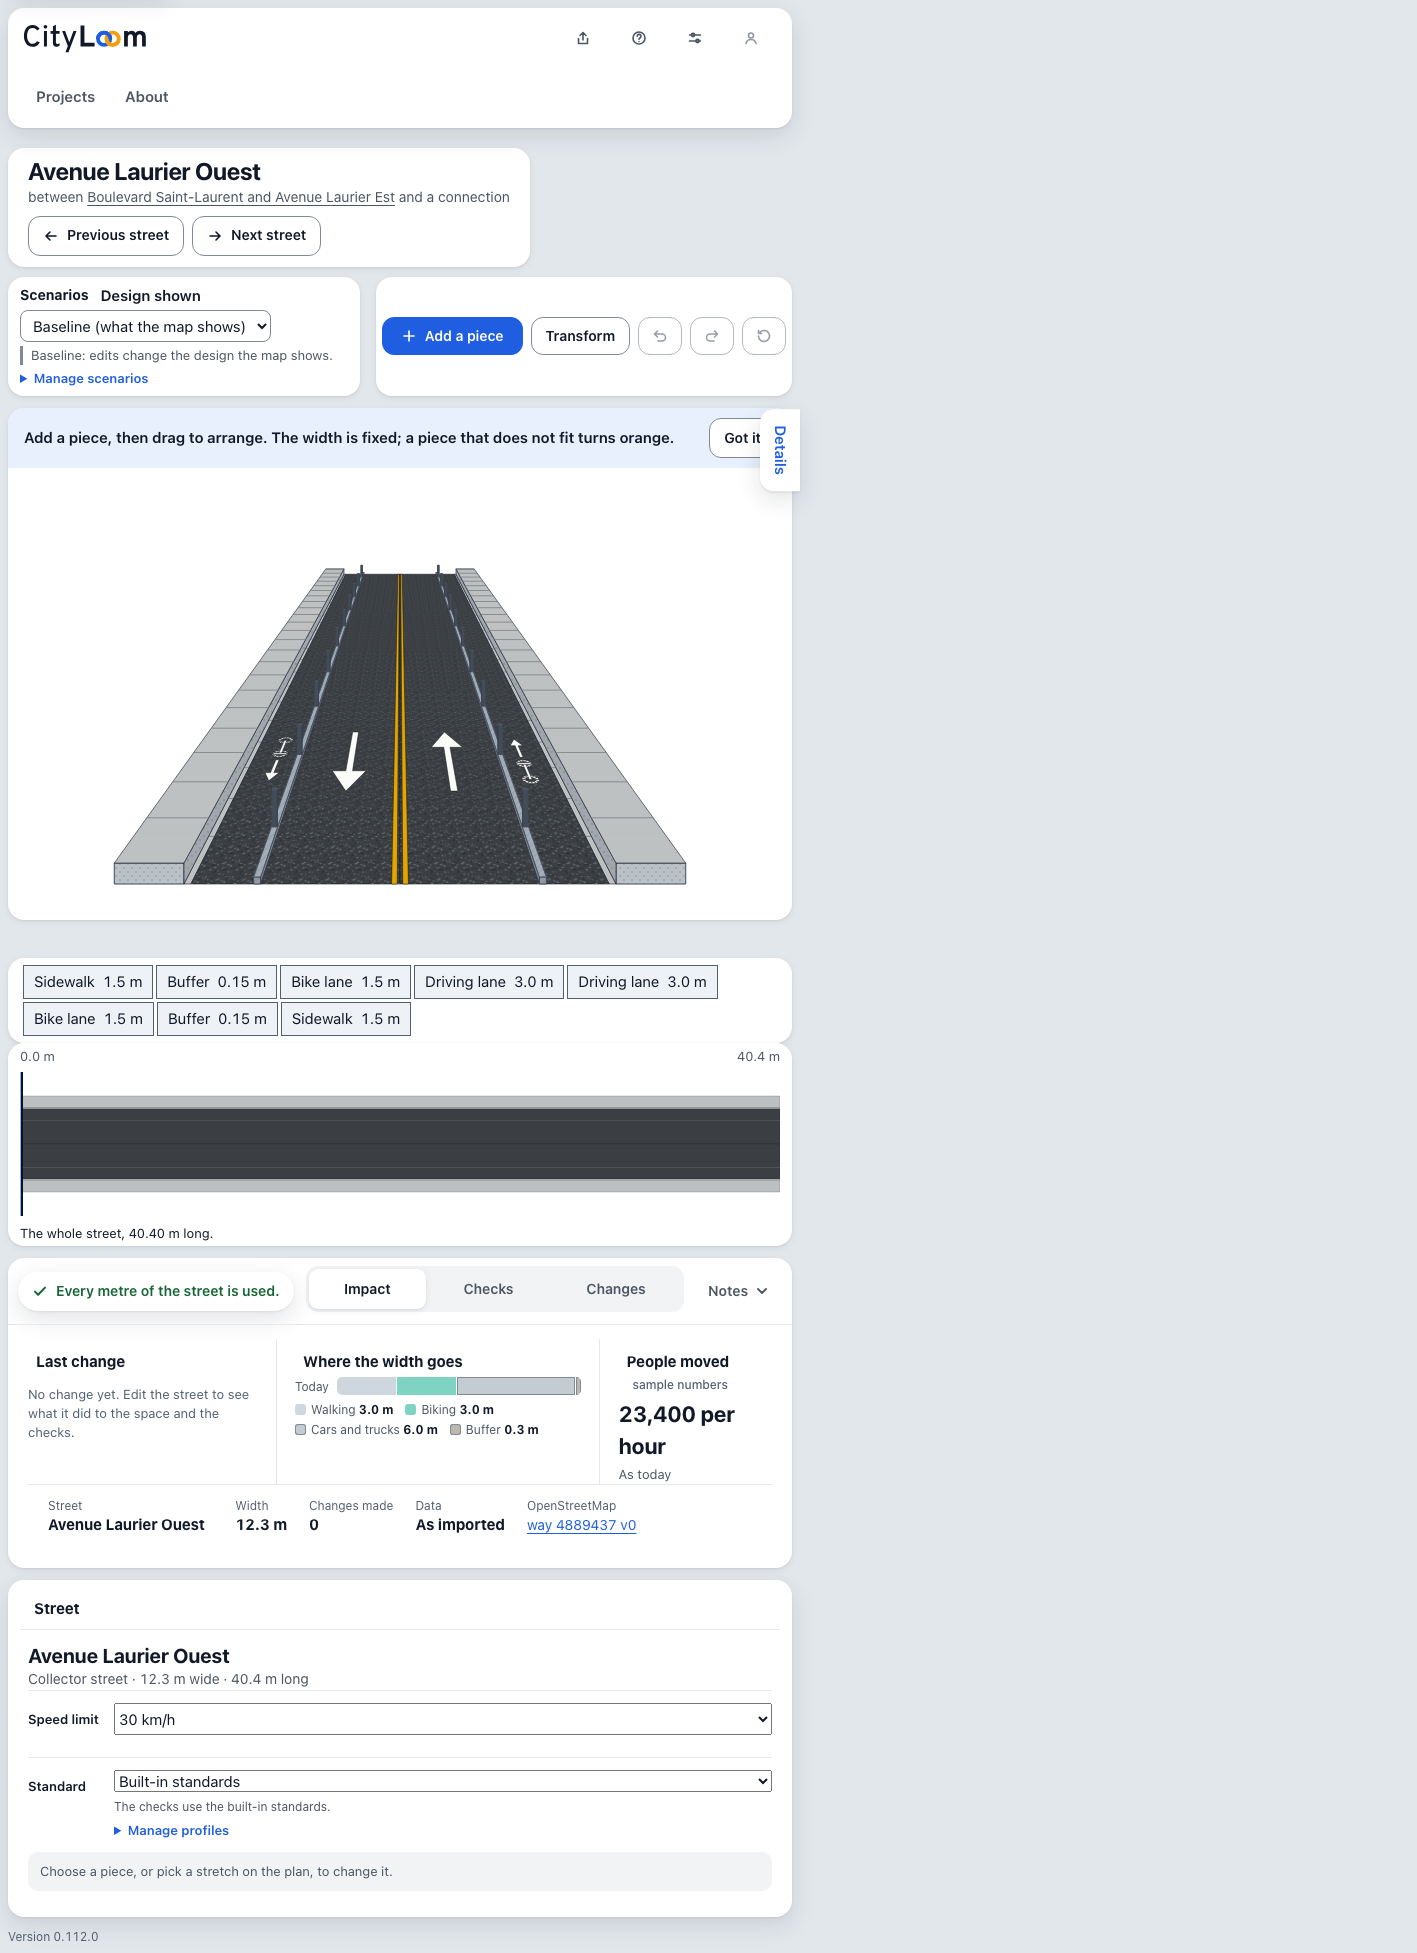 CityLoom
Projects About
Avenue Laurier Ouest
between Boulevard Saint-Laurent and Avenue Laurier Est and a connection
Previous street Next street
Scenarios Design shown
Baseline (what the map shows)
Baseline: edits change the design the map shows.
Manage scenarios
Add a piece Transform
Add a piece, then drag to arrange. The width is fixed; a piece that does not fit turns orange.
Got it
Details
Sidewalk 1.5 m Buffer 0.15 m Bike lane 1.5 m Driving lane 3.0 m Driving lane 3.0 m
Bike lane 1.5 m Buffer 0.15 m Sidewalk 1.5 m
0.0 m 40.4 m
The whole street, 40.40 m long.
Every metre of the street is used. Impact Checks Changes Notes
Last change
No change yet. Edit the street to see
what it did to the space and the
checks.
Where the width goes
Today
Walking 3.0 m Biking 3.0 m
Cars and trucks 6.0 m Buffer 0.3 m
People moved
sample numbers
23,400 per
hour
As today
Street Width Changes made Data OpenStreetMap
Avenue Laurier Ouest 12.3 m 0 As imported way 4889437 v0
Street
Avenue Laurier Ouest
Collector street · 12.3 m wide · 40.4 m long
Speed limit 30 km/h
Standard Built-in standards
The checks use the built-in standards.
Manage profiles
Choose a piece, or pick a stretch on the plan, to change it.
Version 0.112.0